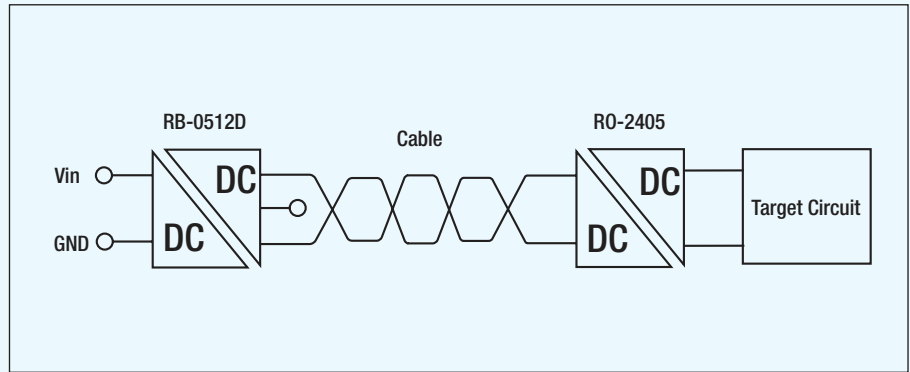 RB-0512D
Cable
RO-2405
Vin
DC
DC
Target Circuit
GND
DC
DC